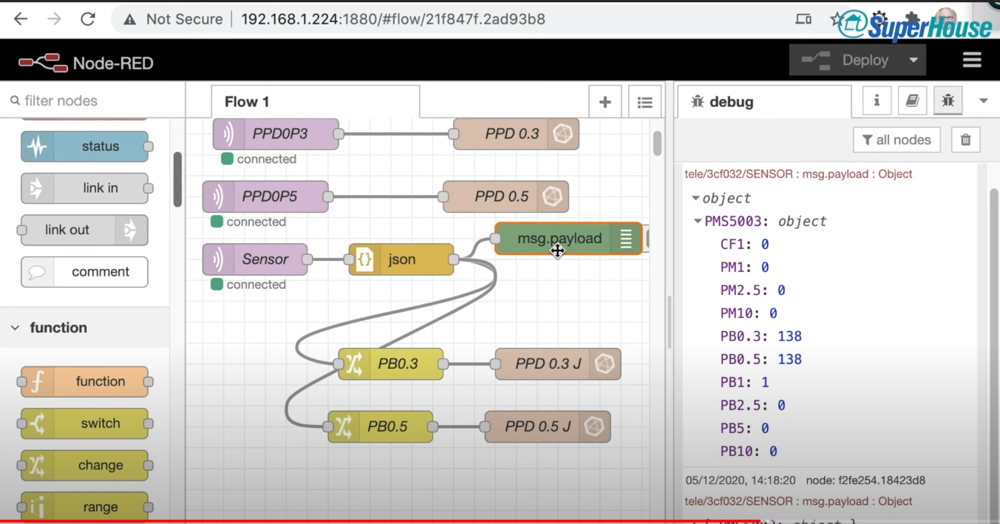 Not Secure 192.168.1.224:1880/#flow/21f847f.2ad93b8
SuperHouse
Node-RED
Deploy
filter nodes
Flow 1
debug
all nodes
status
link in
link out
comment
function
function
switch
change
range
PPD0P3
connected
PPD 0.3
PPD0P5
connected
PPD 0.5
Sensor
connected
json
msg.payload
PB0.3
PPD 0.3 J
PB0.5
PPD 0.5 J
tele/3cf032/SENSOR : msg.payload : Object
object
PMS5003: object
CF1: 0
PM1: 0
PM2.5: 0
PM10: 0
PB0.3: 138
PB0.5: 138
PB1: 1
PB2.5: 0
PB5: 0
PB10: 0
05/12/2020, 14:18:20 node: f2fe254.18423d8
tele/3cf032/SENSOR : msg.payload : Object